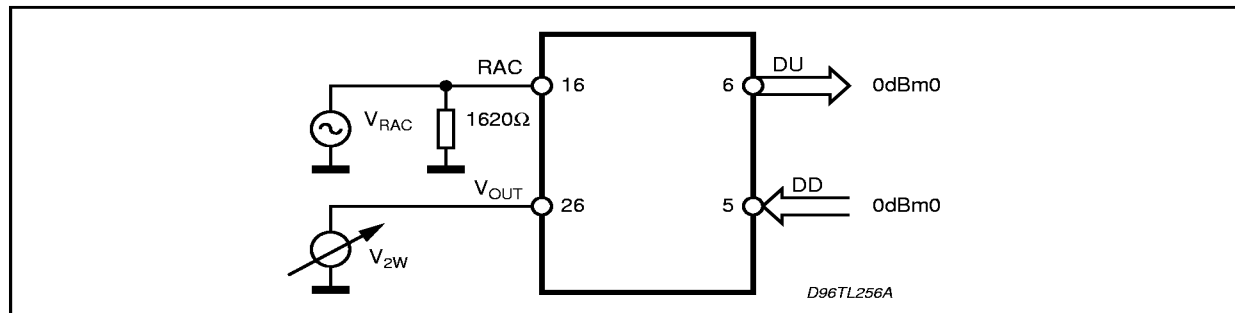 RAC
16
6
DU
0dBm0
V_RAC
1620Ω
V_OUT
26
5
DD
0dBm0
V_2W
D96TL256A